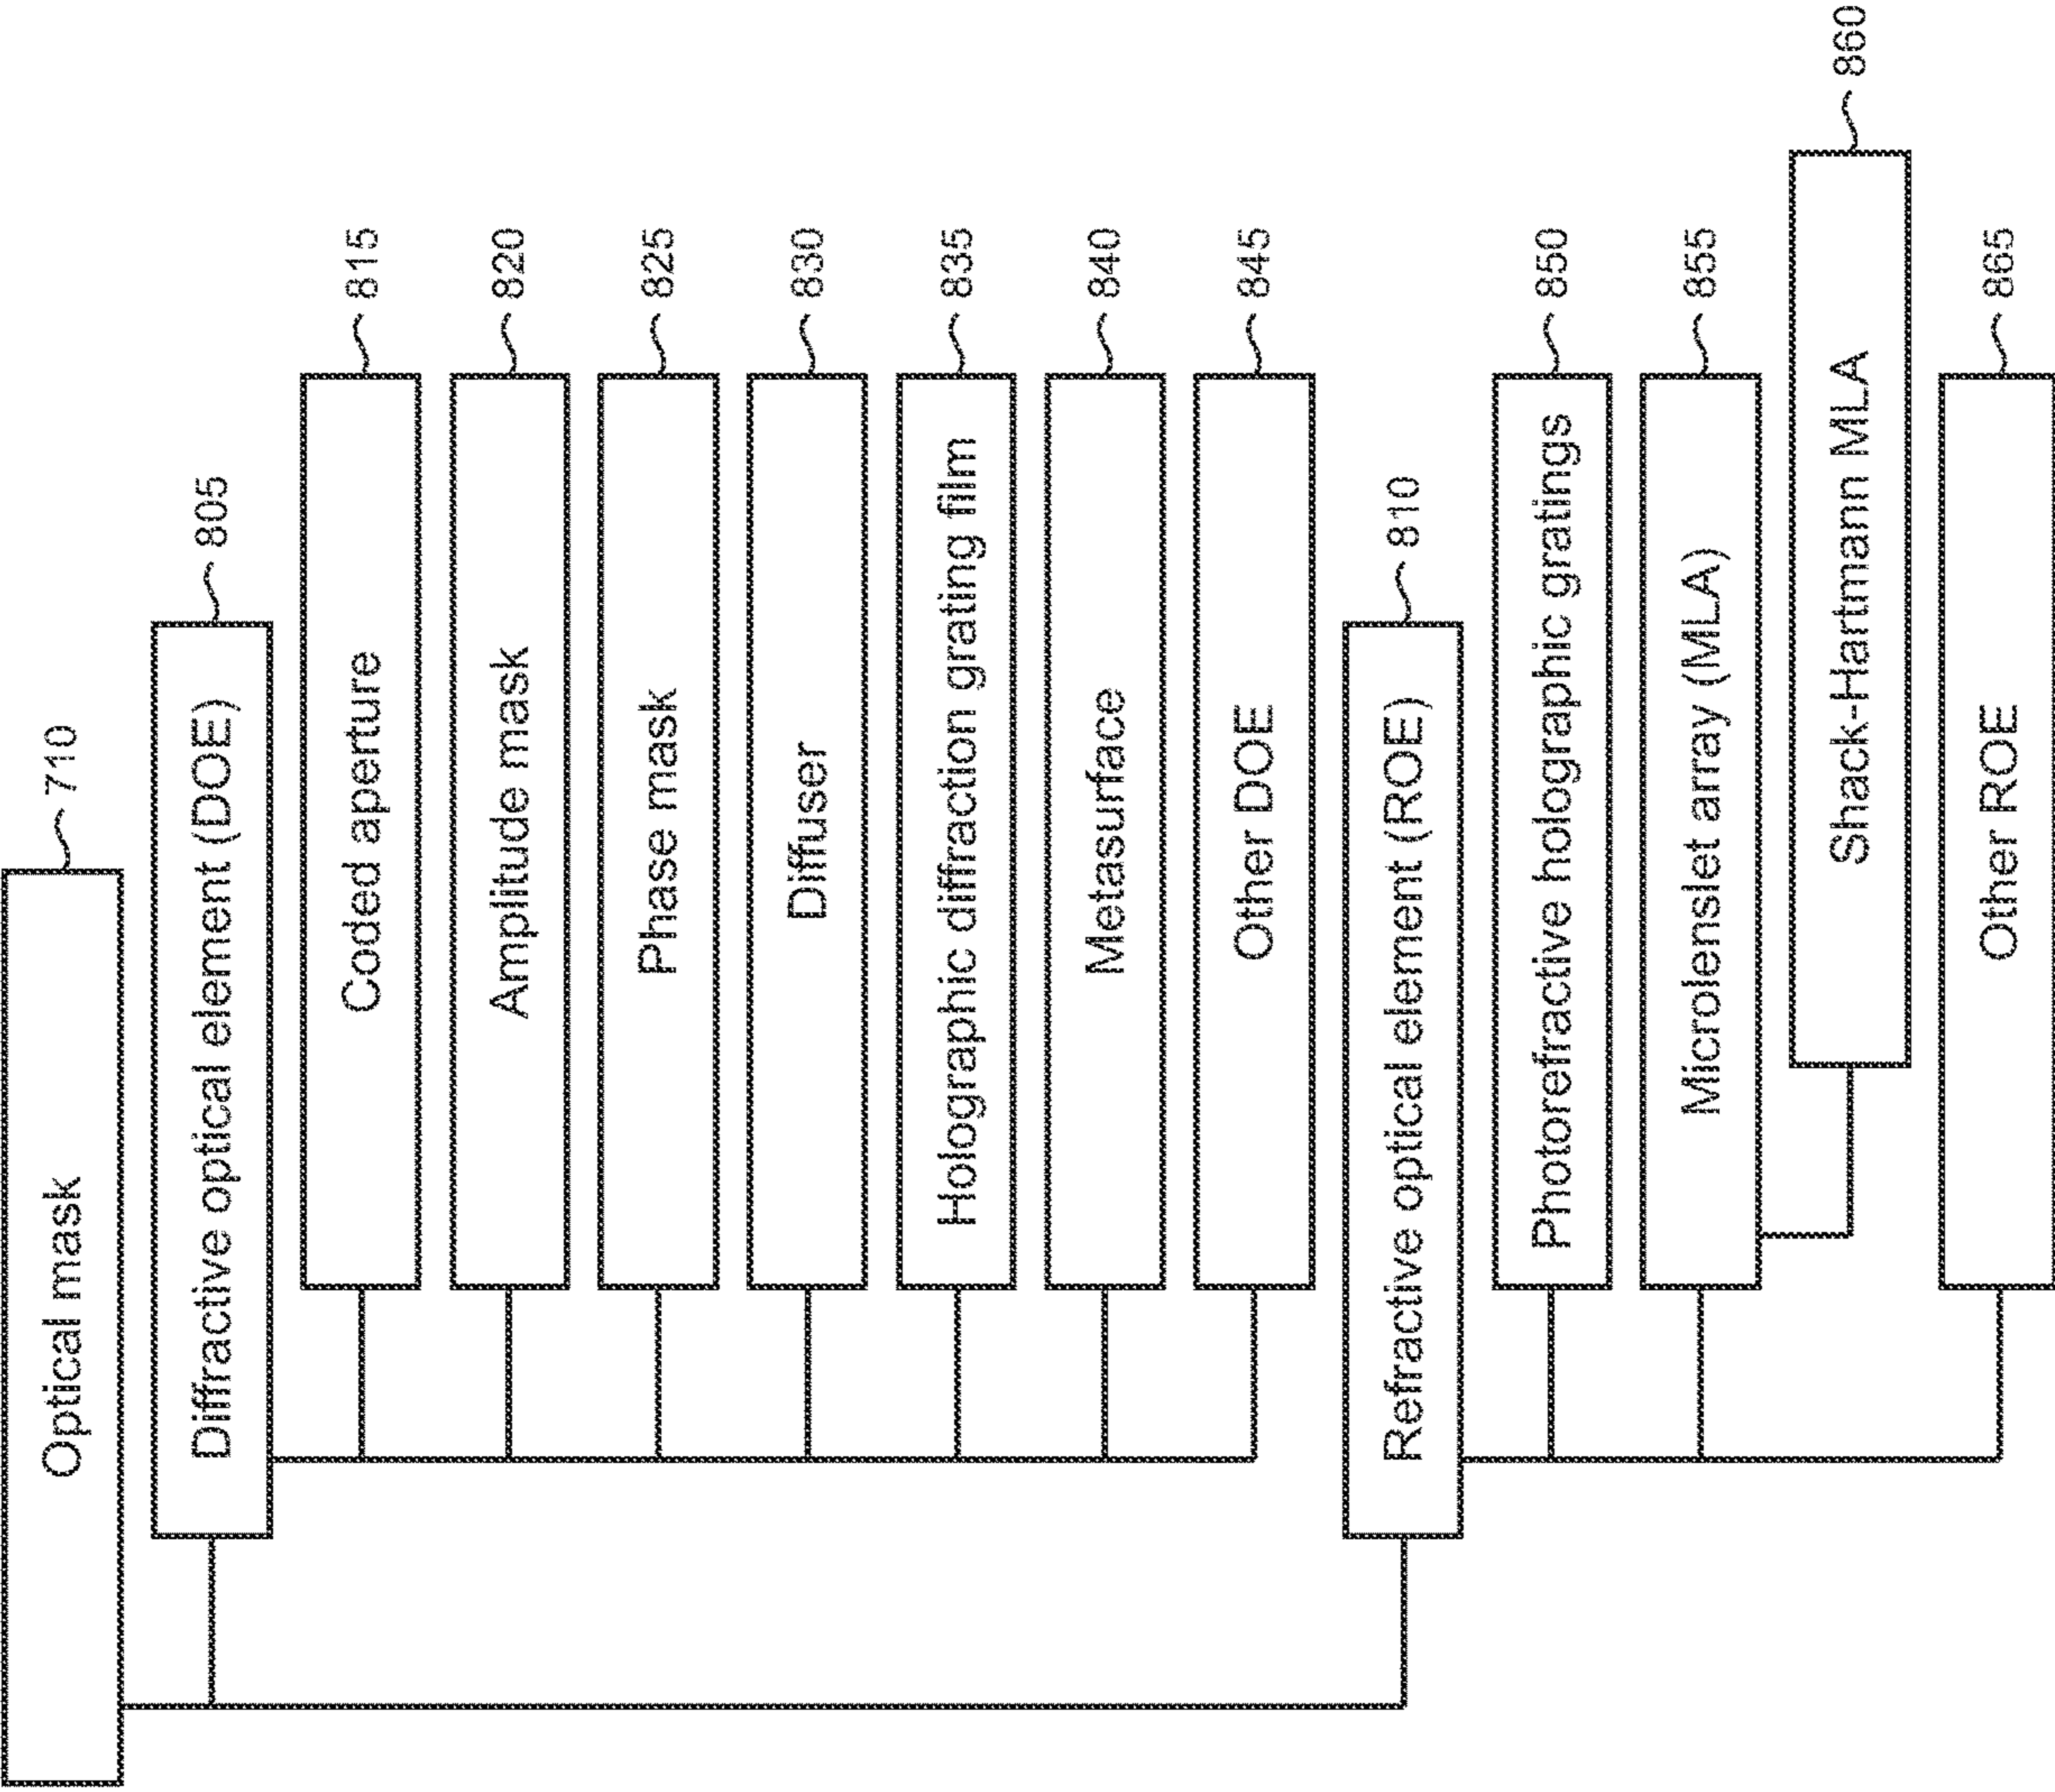 Optical mask 710
Diffractive optical element (DOE) 805
Coded aperture 815
Amplitude mask 820
Phase mask 825
Diffuser 830
Holographic diffraction grating film 835
Metasurface 840
Other DOE 845
Refractive optical element (ROE) 810
Photorefractive holographic gratings 850
Microlenslet array (MLA) 855
Shack-Hartmann MLA 860
Other ROE 865